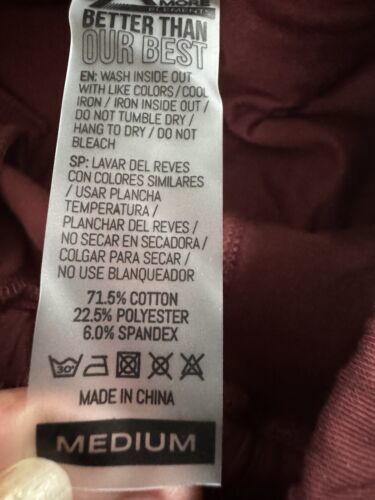 MORE
ELEMENTS
BETTER THAN
OUR BEST
EN: WASH INSIDE OUT
WITH LIKE COLORS / COOL
IRON / IRON INSIDE OUT /
DO NOT TUMBLE DRY /
HANG TO DRY / DO NOT
BLEACH
SP: LAVAR DEL REVES
CON COLORES SIMILARES
/ USAR PLANCHA
TEMPERATURA /
PLANCHAR DEL REVES /
NO SECAR EN SECADORA /
COLGAR PARA SECAR /
NO USE BLANQUEADOR
71.5% COTTON
22.5% POLYESTER
6.0% SPANDEX
30°
MADE IN CHINA
MEDIUM